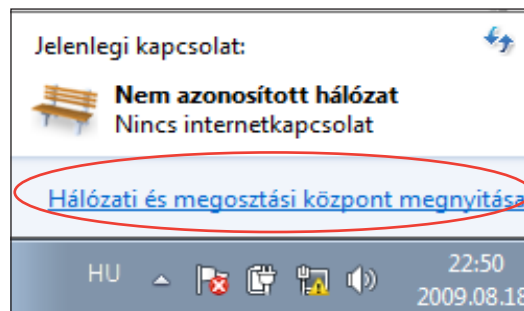 Jelenlegi kapcsolat:
Nem azonosított hálózat
Nincs internetkapcsolat
Hálózati és megosztási központ megnyitása
HU
22:50
2009.08.18